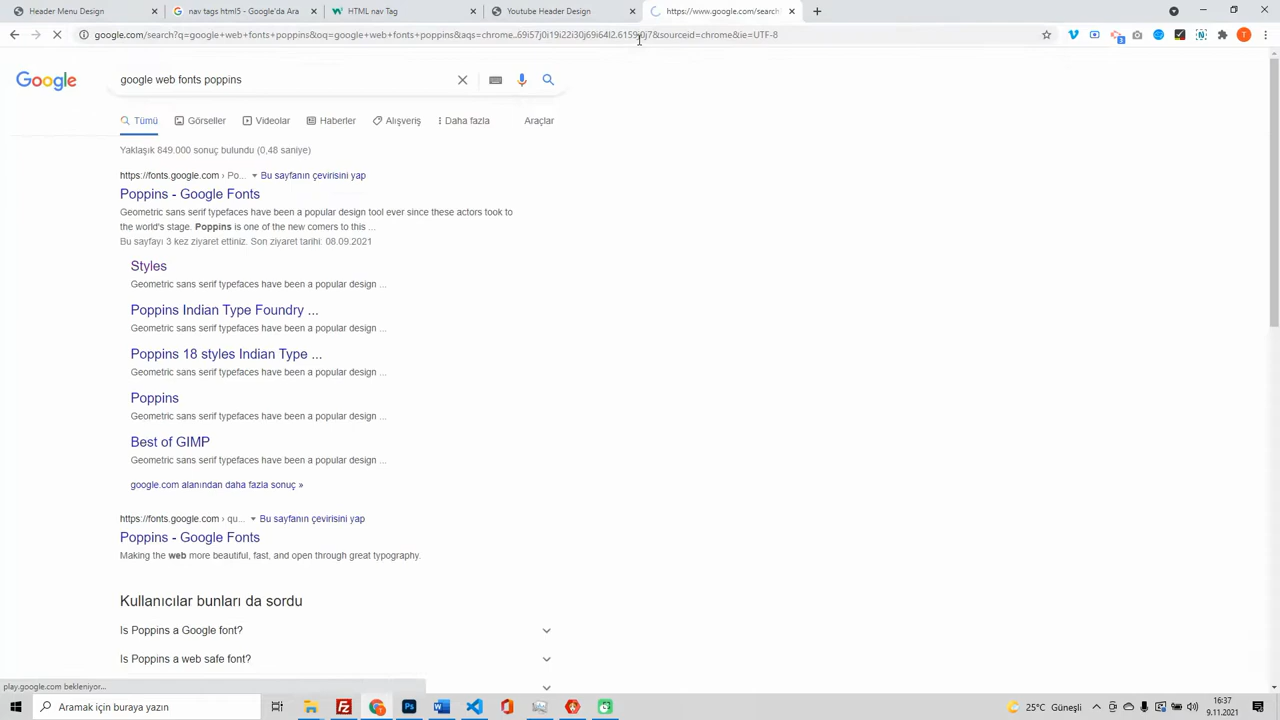 Header Menu Design
nav tags html5 - Google'da Ara
HTML nav Tag
Youtube Header Design
https://www.google.com/search
google.com/search?q=google+web+fonts+poppins&oq=google+web+fonts+poppins&aqs=chrome..69i57j0i19i22i30j69i64l2.6159j0j7&sourceid=chrome&ie=UTF-8
3
T
Google
google web fonts poppins
Tümü
Görseller
Videolar
Haberler
Alışveriş
Daha fazla
Araçlar
Yaklaşık 849.000 sonuç bulundu (0,48 saniye)
https://fonts.google.com › Po... Bu sayfanın çevirisini yap
Poppins - Google Fonts
Geometric sans serif typefaces have been a popular design tool ever since these actors took to
the world's stage. Poppins is one of the new comers to this ...
Bu sayfayı 3 kez ziyaret ettiniz. Son ziyaret tarihi: 08.09.2021
Styles
Geometric sans serif typefaces have been a popular design ...
Poppins Indian Type Foundry ...
Geometric sans serif typefaces have been a popular design ...
Poppins 18 styles Indian Type ...
Geometric sans serif typefaces have been a popular design ...
Poppins
Geometric sans serif typefaces have been a popular design ...
Best of GIMP
Geometric sans serif typefaces have been a popular design ...
google.com alanından daha fazla sonuç »
https://fonts.google.com › qu... Bu sayfanın çevirisini yap
Poppins - Google Fonts
Making the web more beautiful, fast, and open through great typography.
Kullanıcılar bunları da sordu
Is Poppins a Google font?
Is Poppins a web safe font?
play.google.com bekleniyor...
Aramak için buraya yazın
25°C Güneşli
16:37
9.11.2021